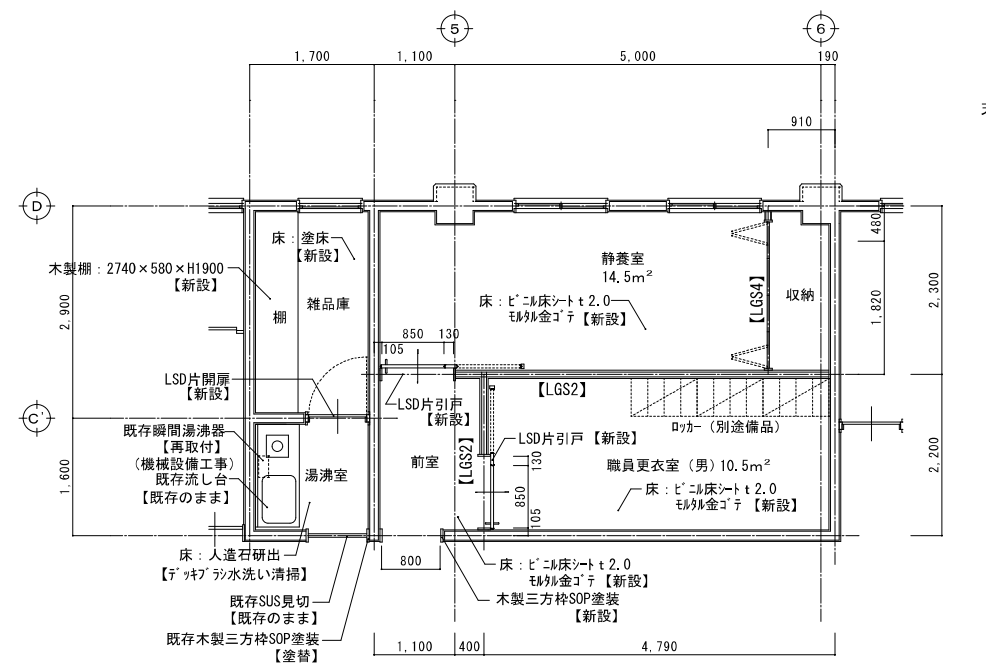 5
6
1,700
1,100
5,000
190
910
D
床：塗床
【新設】
木製棚：2740×580×H1900
【新設】
棚
雑品庫
静養室
14.5m²
床：ビニル床シートｔ2.0
モルタル金ゴテ【新設】
【LGS4】
収納
480
1,820
2,300
2,900
850
130
105
LSD片開扉
【新設】
LSD片引戸
【新設】
【LGS2】
C'
既存瞬間湯沸器
【再取付】
(機械設備工事)
既存流し台
【既存のまま】
湯沸室
前室
【LGS2】
LSD片引戸【新設】
130
850
105
ロッカー（別途備品）
職員更衣室（男）10.5m²
床：ビニル床シートｔ2.0
モルタル金ゴテ【新設】
2,200
1,600
床：人造石研出
【デッキブラシ水洗い清掃】
800
床：ビニル床シートｔ2.0
モルタル金ゴテ【新設】
既存SUS見切
【既存のまま】
木製三方枠SOP塗装
【新設】
既存木製三方枠SOP塗装
【塗替】
1,100
400
4,790